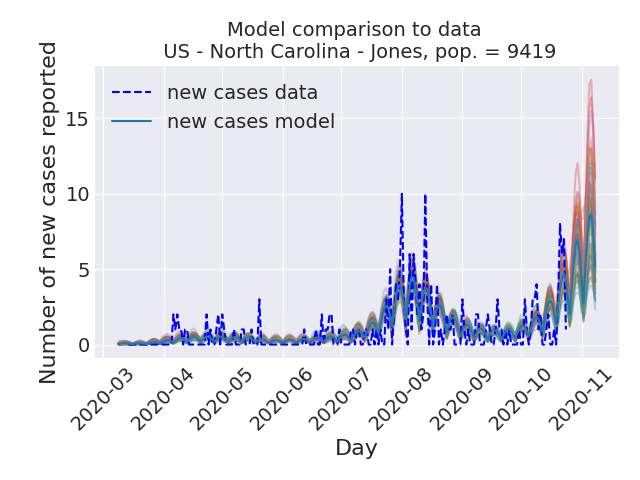 Model comparison to data
US - North Carolina - Jones, pop. = 9419
Number of new cases reported
new cases data
new cases model
15
10
5
0
2020-03
2020-04
2020-05
2020-06
2020-07
2020-08
2020-09
2020-10
2020-11
Day